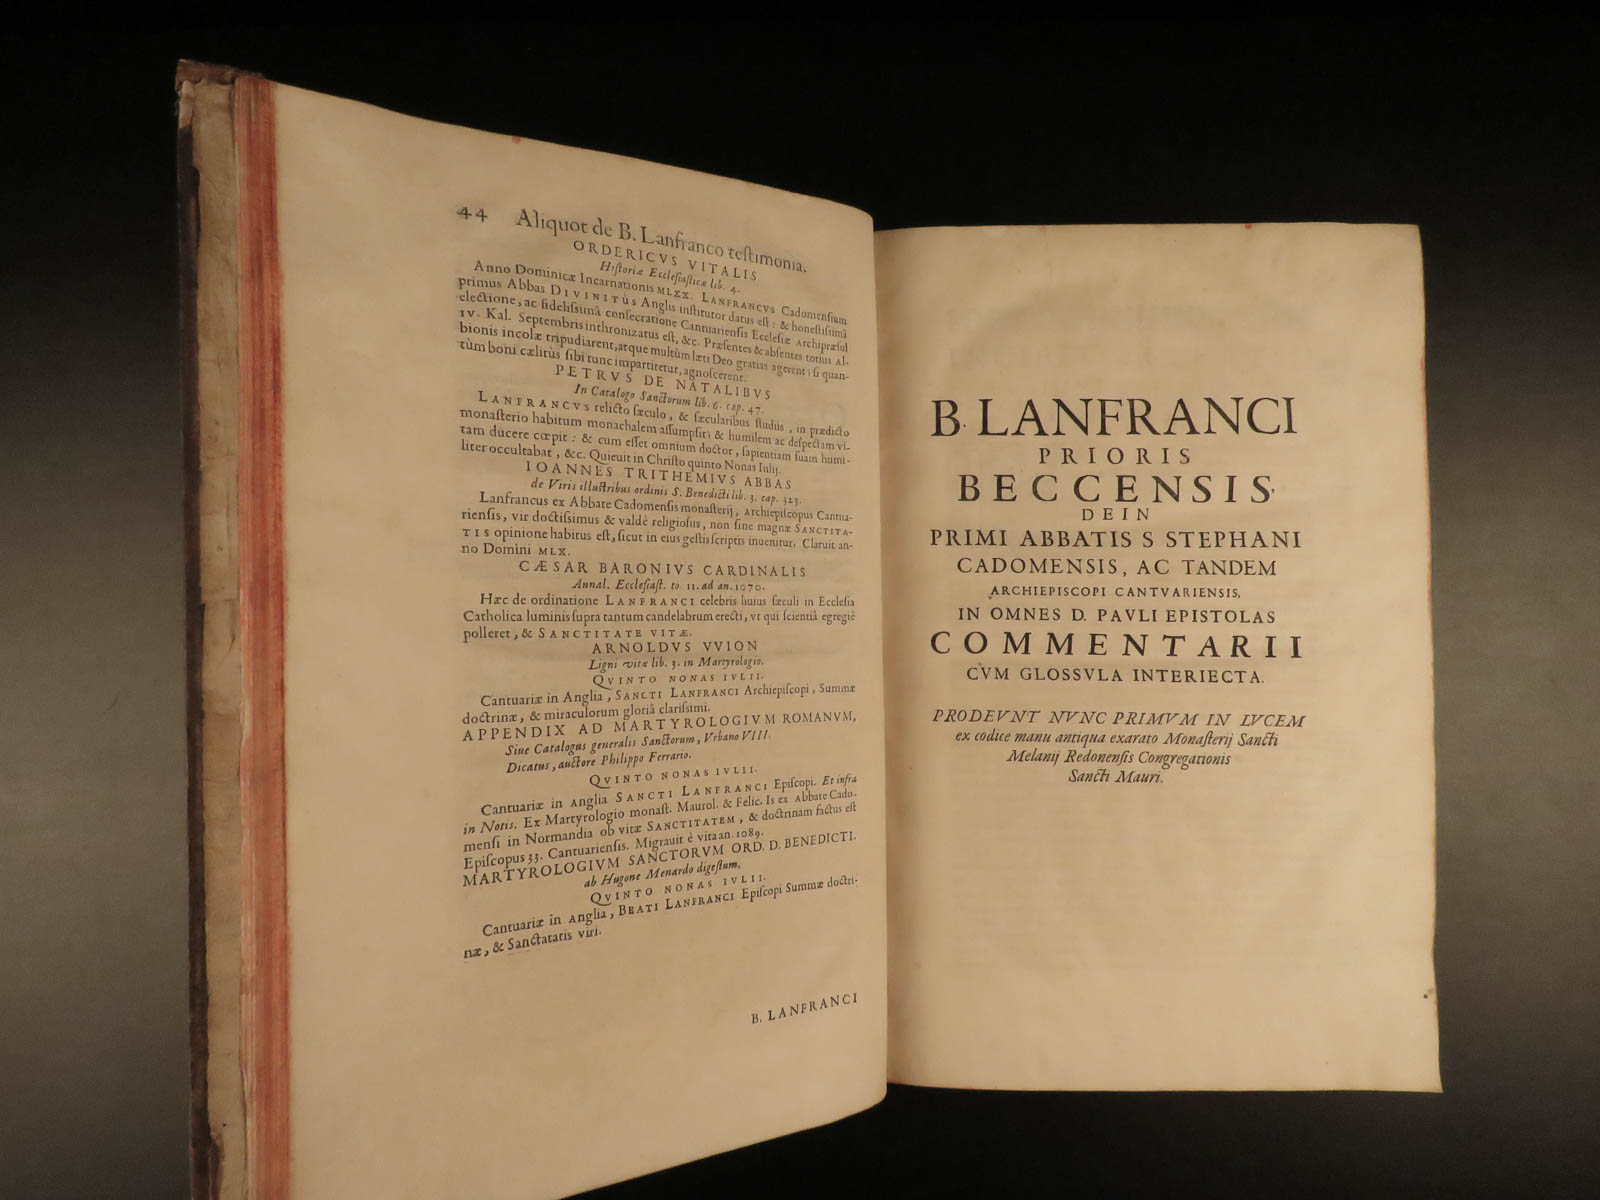 44 Aliquot de B. Lanfranco teſtimonia.
ORDERICVS VITALIS
Hiſtoriæ Eccleſiaſticæ lib. 4.
Anno Dominicæ Incarnationis MLXX. LANFRANCVS Cadomenſium
primus Abbas DIVINITÙS Anglis inſtitutor datus eſt: & honeſtiſſimâ
electione, ac fideliſſimâ conſecratione Cantuarienſis Eccleſiæ Archipræſul
IV. Kal. Septembris inthronizatus eſt, &c. Præſentes & abſentes totius Al-
bionis incolæ tripudiarent, atque multùm læti Deo gratias agerent: ſi quan-
tùm boni cælitùs ſibi tunc impartiretur, agnoſcerent.
PETRVS DE NATALIBVS
In Catalogo Sanctorum lib. 6. cap. 47.
LANFRANCVS relicto ſæculo, & ſæcularibus ſtudiis, in prædicto
monaſterio habitum monachalem aſſumpſit; & humilem ac deſpectam vi-
tam ducere cœpit: & cum eſſet omnium doctor, ſapientiam ſuam humi-
liter occultabat, &c. Quieuit in Chriſto quinto Nonas Iulij.
IOANNES TRITHEMIVS ABBAS
de Viris illuſtribus ordinis S. Benedicti lib. 3. cap. 323.
Lanfrancus ex Abbate Cadomenſis monaſterij, Archiepiſcopus Cantua-
rienſis, vir doctiſſimus & valdè religioſus, non ſine magnæ SANCTITA-
TIS opinione habitus eſt, ſicut in eius geſtis ſcriptis inuenitur. Claruit an-
no Domini MLX.
CÆSAR BARONIVS CARDINALIS
Annal. Eccleſiaſt. to 11. ad an. 1070.
Hæc de ordinatione LANFRANCI celebris huius ſæculi in Eccleſia
Catholica luminis ſupra tantum candelabrum erecti, vt qui ſcientiâ egregiè
polleret, & SANCTITATE VITÆ.
ARNOLDVS VVION
Ligni vitæ lib. 3. in Martyrologio.
QVINTO NONAS IVLII.
Cantuariæ in Anglia, SANCTI LANFRANCI Archiepiſcopi, Summæ
doctrinæ, & miraculorum gloriâ clariſſimi.
APPENDIX AD MARTYROLOGIVM ROMANVM,
Siue Catalogus generalis Sanctorum, Vrbano VIII.
Dicatus, auctore Philippo Ferrario.
QVINTO NONAS IVLII.
Cantuariæ in Anglia SANCTI LANFRANCI Epiſcopi. Et infra
in Notis. Ex Martyrologio monaſt. Maurol. & Felic. Is ex Abbate Cado-
menſi in Normandia ob vitæ SANCTITATEM, & doctrinam factus eſt
Epiſcopus 33. Cantuarienſis. Migrauit è vita an. 1089.
MARTYROLOGIVM SANCTORVM ORD. D. BENEDICTI.
ab Hugone Menardo digeſtum.
QVINTO NONAS IVLII.
Cantuariæ in Anglia, BEATI LANFRANCI Epiſcopi Summæ doctri-
næ, & Sanctatatis viri.
B. LANFRANCI
B. LANFRANCI
PRIORIS
BECCENSIS.
DEIN
PRIMI ABBATIS S STEPHANI
CADOMENSIS, AC TANDEM
ARCHIEPISCOPI CANTVARIENSIS,
IN OMNES D. PAVLI EPISTOLAS
COMMENTARII
CVM GLOSSVLA INTERIECTA.
PRODEVNT NVNC PRIMVM IN LVCEM
ex codice manu antiqua exarato Monaſterij Sancti
Melanij Redonenſis Congregationis
Sancti Mauri.